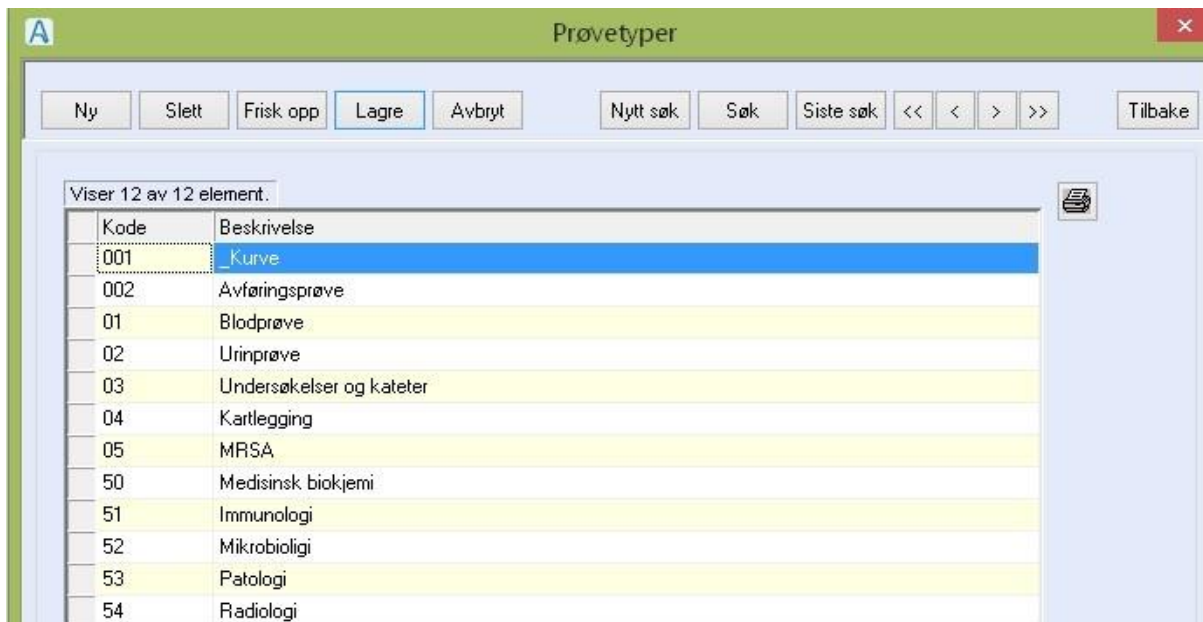 Prøvetyper
Ny Slett Frisk opp Lagre Avbryt Nytt søk Søk Siste søk << < > >> Tilbake
Viser 12 av 12 element.
Kode Beskrivelse
001 _Kurve
002 Avføringsprøve
01 Blodprøve
02 Urinprøve
03 Undersøkelser og kateter
04 Kartlegging
05 MRSA
50 Medisinsk biokjemi
51 Immunologi
52 Mikrobioligi
53 Patologi
54 Radiologi